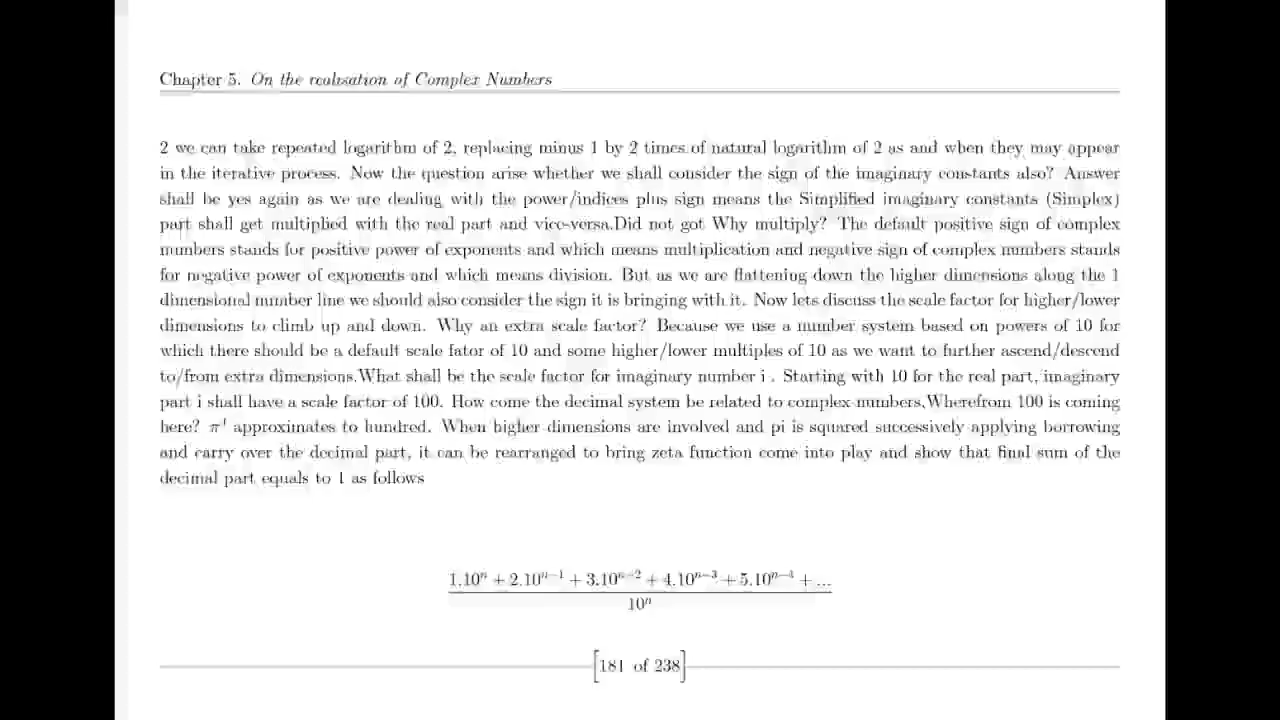 Chapter 5. On the realisation of Complex Numbers
2 we can take repeated logarithm of 2, replacing minus 1 by 2 times of natural logarithm of 2 as and when they may appear
in the iterative process. Now the question arise whether we shall consider the sign of the imaginary constants also? Answer
shall be yes again as we are dealing with the power/indices plus sign means the Simplified imaginary constants (Simplex)
part shall get multiplied with the real part and vice-versa.Did not got Why multiply? The default positive sign of complex
numbers stands for positive power of exponents and which means multiplication and negative sign of complex numbers stands
for negative power of exponents and which means division. But as we are flattening down the higher dimensions along the 1
dimensional number line we should also consider the sign it is bringing with it. Now lets discuss the scale factor for higher/lower
dimensions to climb up and down. Why an extra scale factor? Because we use a number system based on powers of 10 for
which there should be a default scale fator of 10 and some higher/lower multiples of 10 as we want to further ascend/descend
to/from extra dimensions.What shall be the scale factor for imaginary number i . Starting with 10 for the real part, imaginary
part i shall have a scale factor of 100. How come the decimal system be related to complex numbers,Wherefrom 100 is coming
here? π⁴ approximates to hundred. When higher dimensions are involved and pi is squared successively applying borrowing
and carry over the decimal part, it can be rearranged to bring zeta function come into play and show that final sum of the
decimal part equals to 1 as follows
1.10ⁿ + 2.10ⁿ⁻¹ + 3.10ⁿ⁻² + 4.10ⁿ⁻³ + 5.10ⁿ⁻⁴ + ...
10ⁿ
[181 of 238]